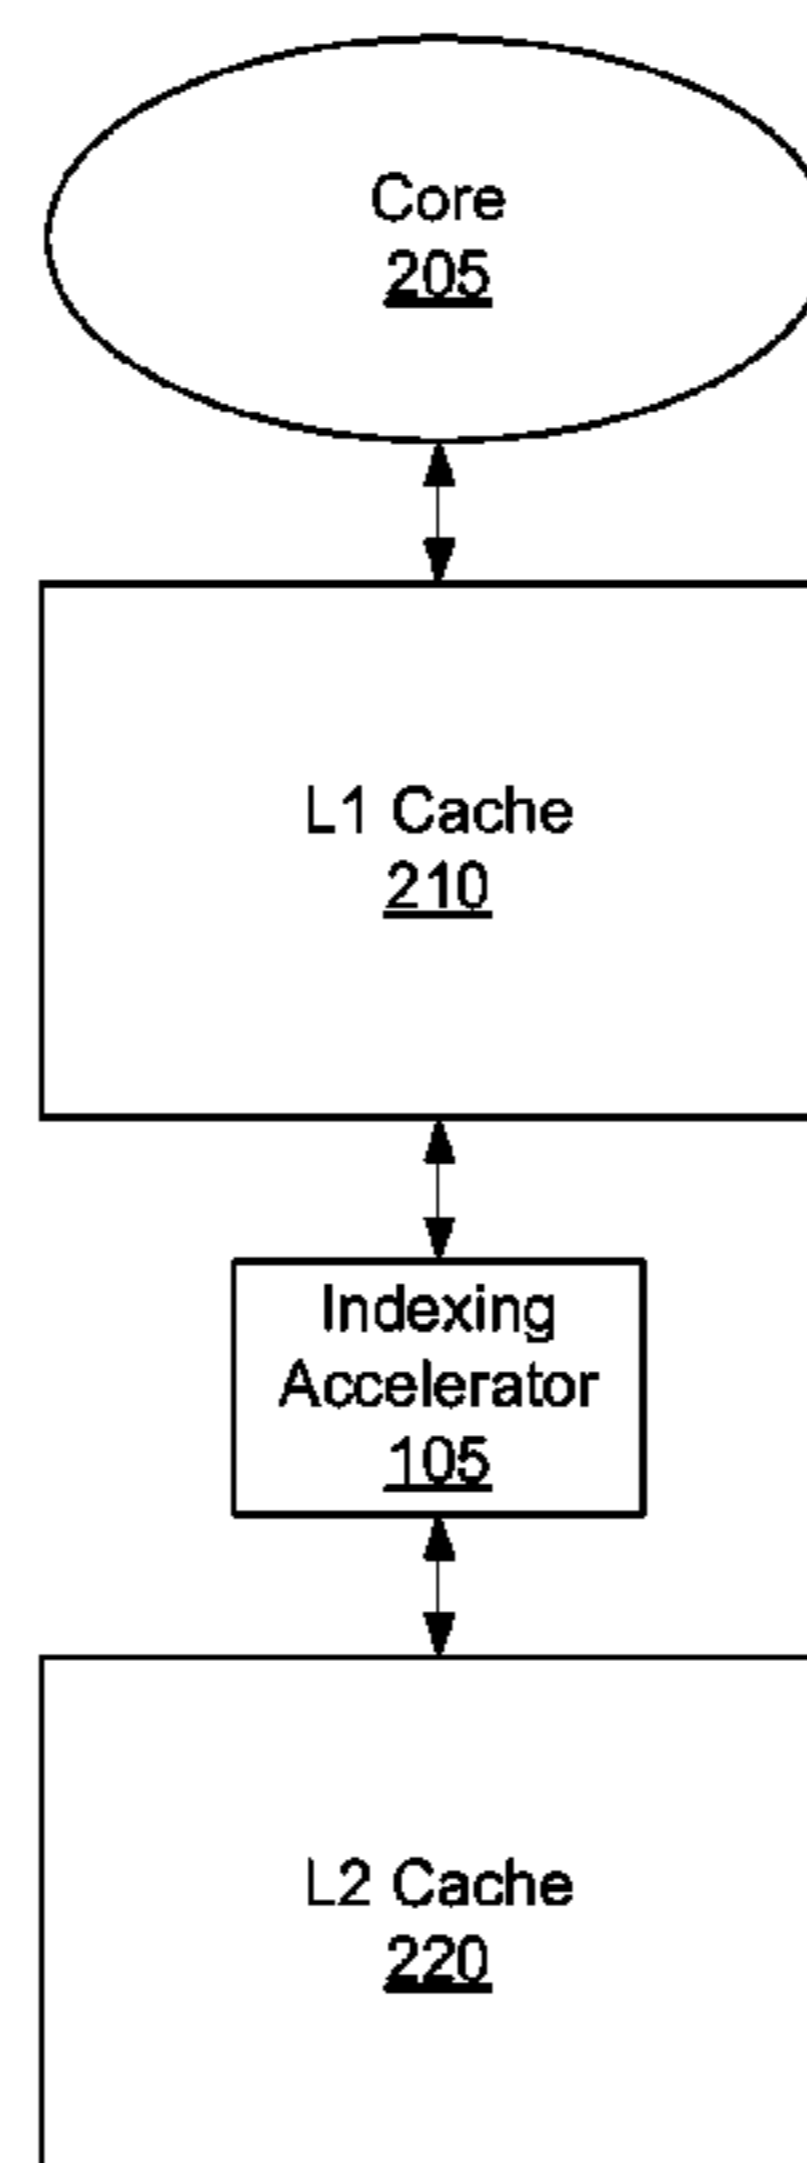 Core
205
L1 Cache
210
Indexing
Accelerator
105
L2 Cache
220